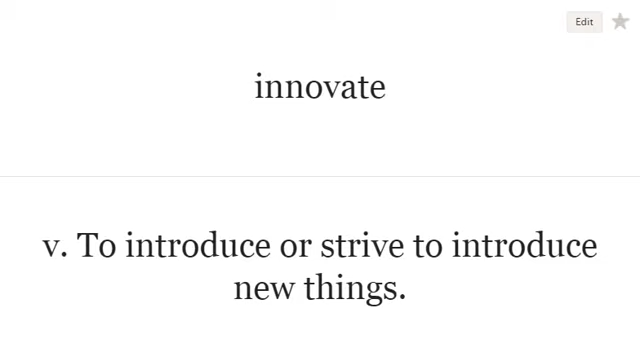 Edit
innovate
v. To introduce or strive to introduce
new things.